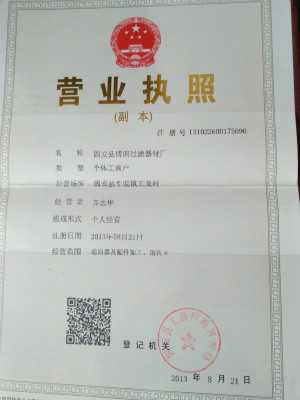 营业执照
(副本)
注册号 131022600175090
名称 固安县博朗过滤器材厂
类型 个体工商户
经营场所 固安县牛驼镇王龙村
经营者 齐志华
组成形式 个人经营
注册日期 2013年08月21日
经营范围 滤清器及配件加工、销售*
登记机关
2013 年 8 月 21 日